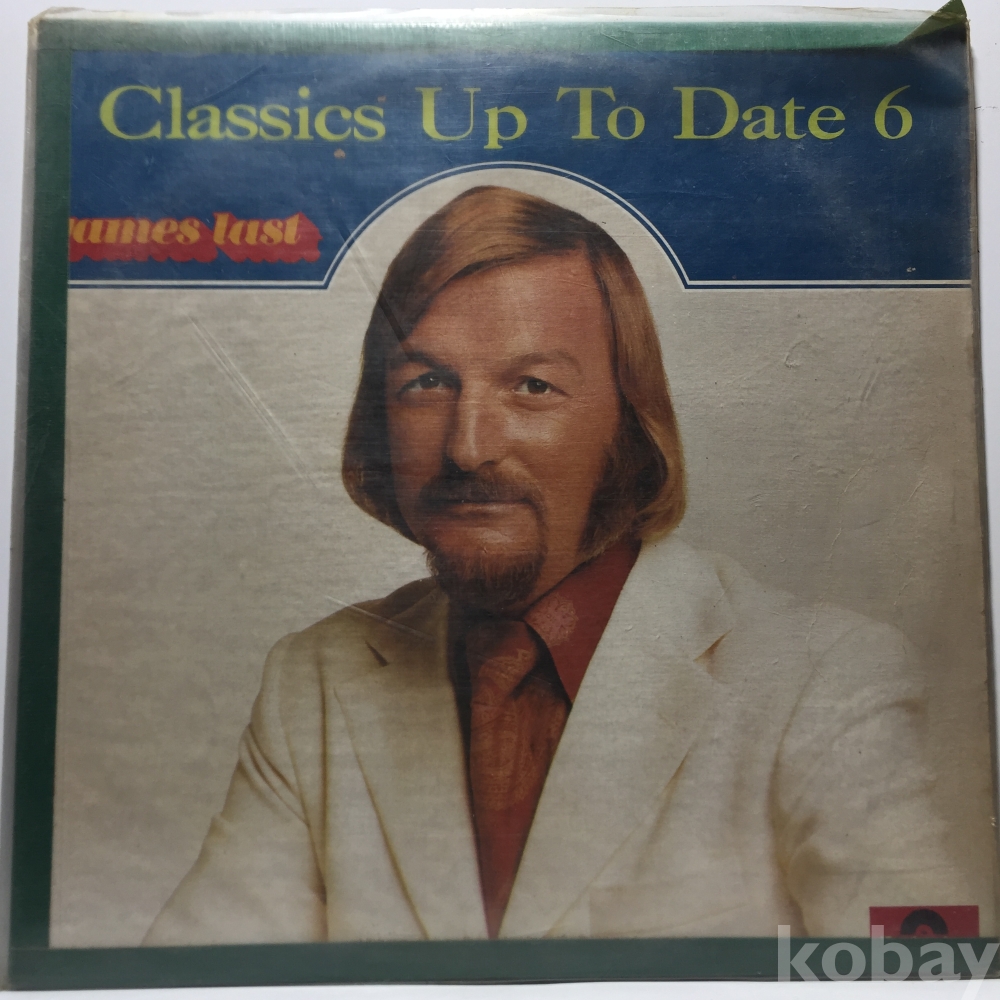 Classics Up To Date 6
james last
kobay